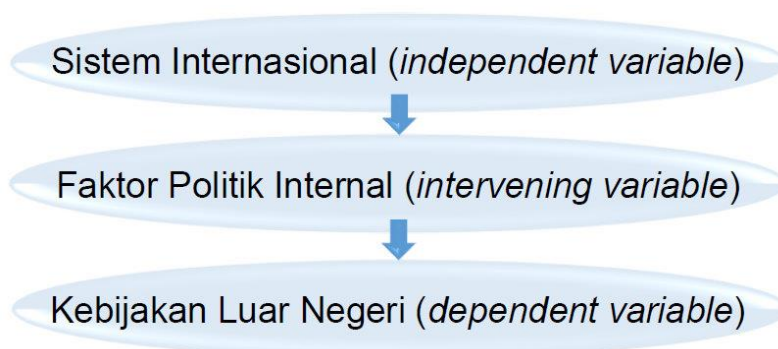 Sistem Internasional (independent variable)
Faktor Politik Internal (intervening variable)
Kebijakan Luar Negeri (dependent variable)